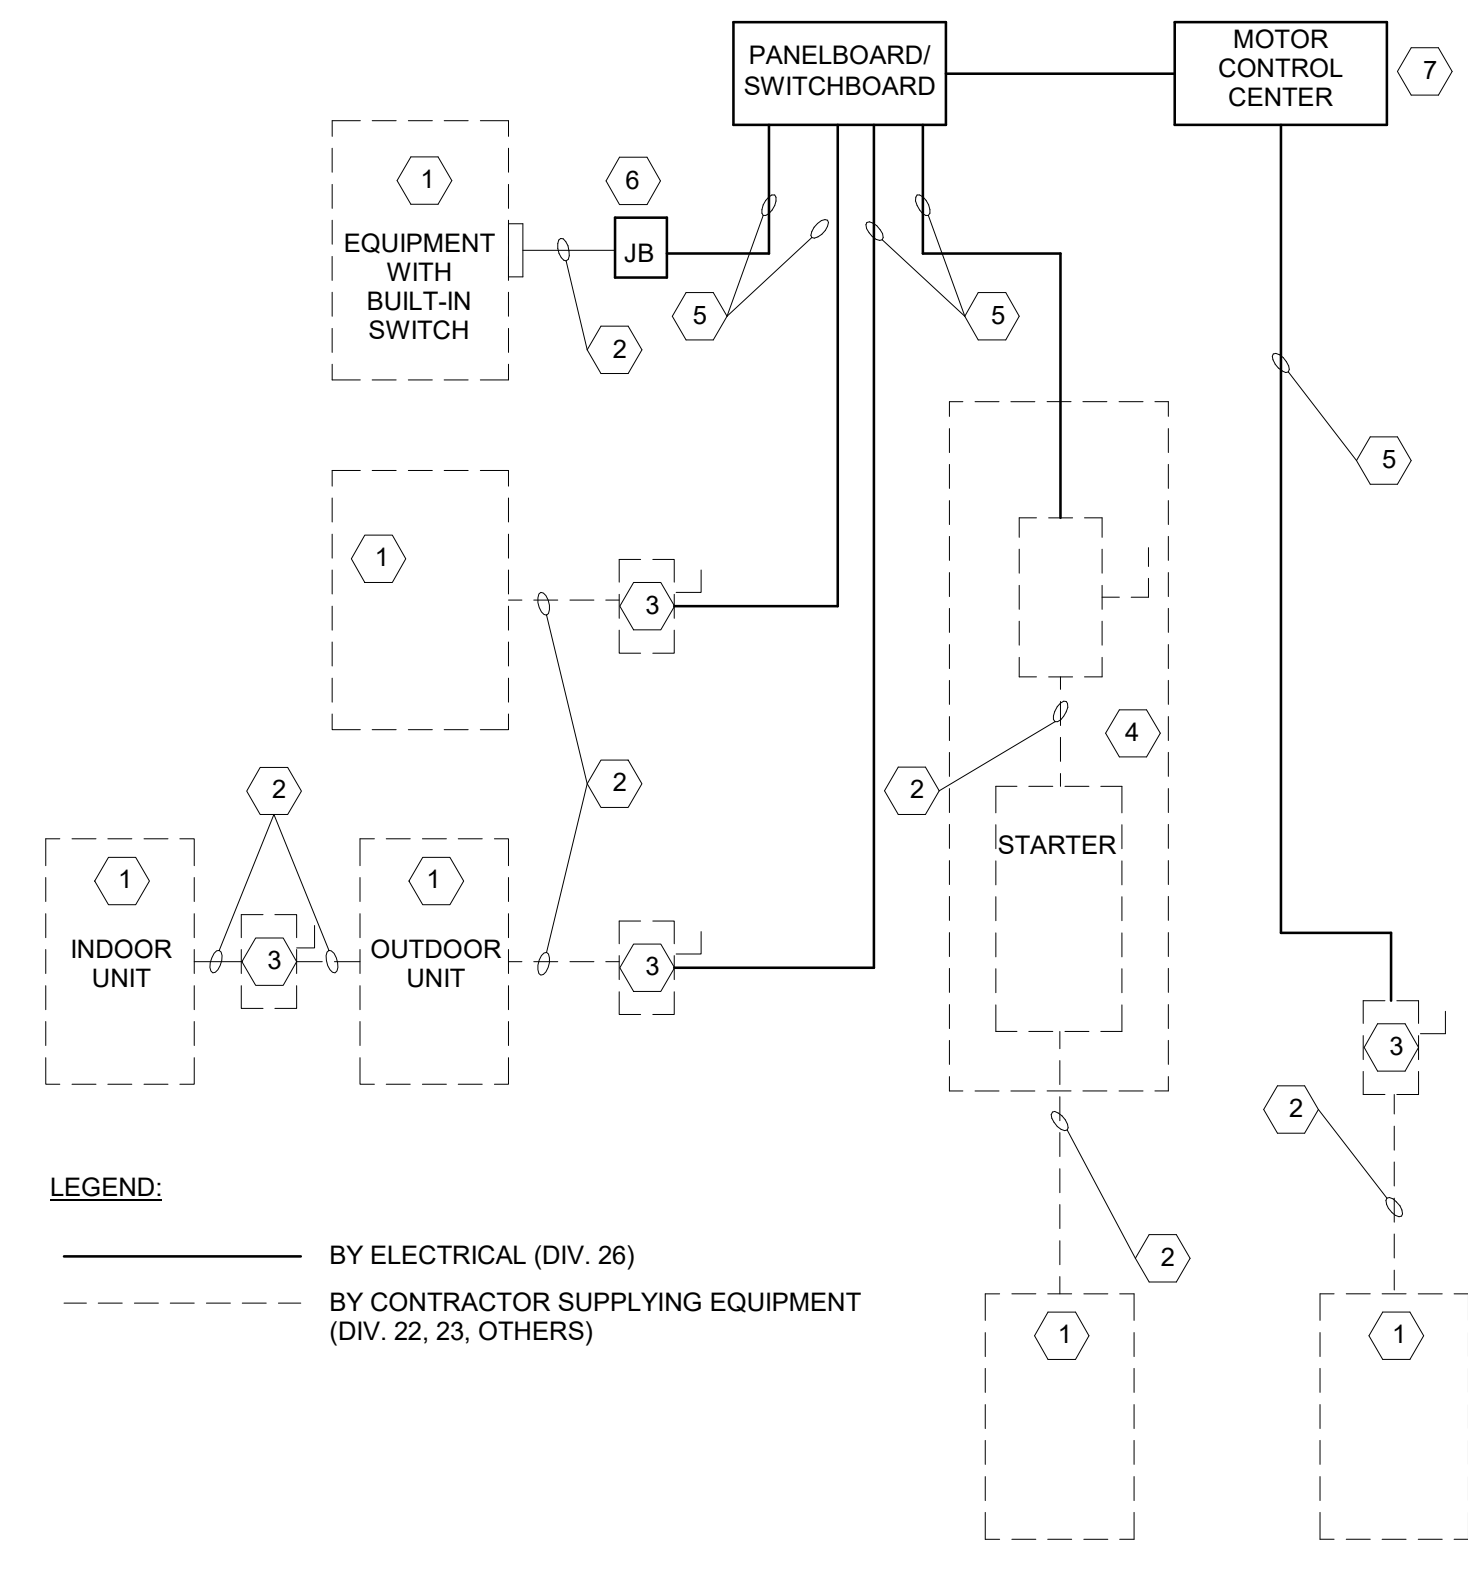 PANELBOARD/
SWITCHBOARD
MOTOR
CONTROL
CENTER
7
1
EQUIPMENT
WITH
BUILT-IN
SWITCH
6
JB
2
5
5
5
1
3
2
2
4
STARTER
2
1
INDOOR
UNIT
3
1
OUTDOOR
UNIT
3
3
2
2
1
1
LEGEND:
BY ELECTRICAL (DIV. 26)
BY CONTRACTOR SUPPLYING EQUIPMENT
(DIV. 22, 23, OTHERS)